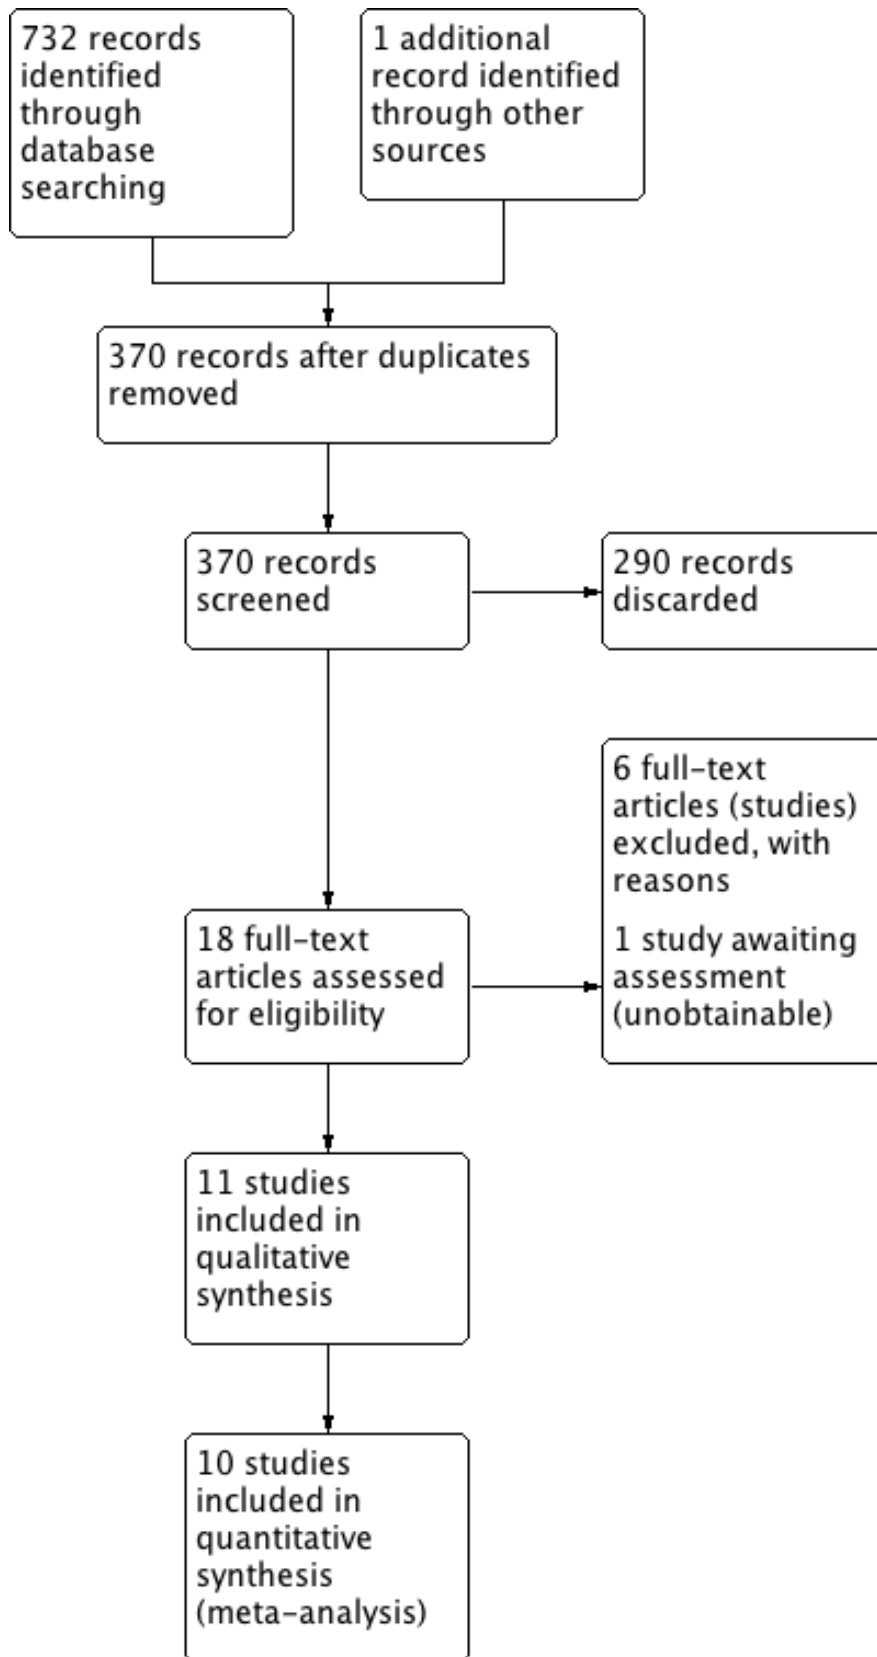 732 records
identified
through
database
searching
1 additional
record identified
through other
sources
370 records after duplicates
removed
370 records
screened
290 records
discarded
6 full-text
articles (studies)
excluded, with
reasons
1 study awaiting
assessment
(unobtainable)
18 full-text
articles assessed
for eligibility
11 studies
included in
qualitative
synthesis
10 studies
included in
quantitative
synthesis
(meta-analysis)